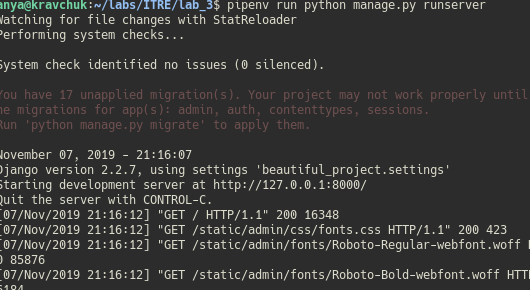 anya@kravchuk:~/labs/ITRE/lab_3$ pipenv run python manage.py runserver
Watching for file changes with StatReloader
Performing system checks...
System check identified no issues (0 silenced).
You have 17 unapplied migration(s). Your project may not work properly until
he migrations for app(s): admin, auth, contenttypes, sessions.
Run 'python manage.py migrate' to apply them.
November 07, 2019 - 21:16:07
Django version 2.2.7, using settings 'beautiful_project.settings'
Starting development server at http://127.0.0.1:8000/
Quit the server with CONTROL-C.
[07/Nov/2019 21:16:12] "GET / HTTP/1.1" 200 16348
[07/Nov/2019 21:16:12] "GET /static/admin/css/fonts.css HTTP/1.1" 200 423
[07/Nov/2019 21:16:12] "GET /static/admin/fonts/Roboto-Regular-webfont.woff H
0 85876
[07/Nov/2019 21:16:12] "GET /static/admin/fonts/Roboto-Bold-webfont.woff HTT